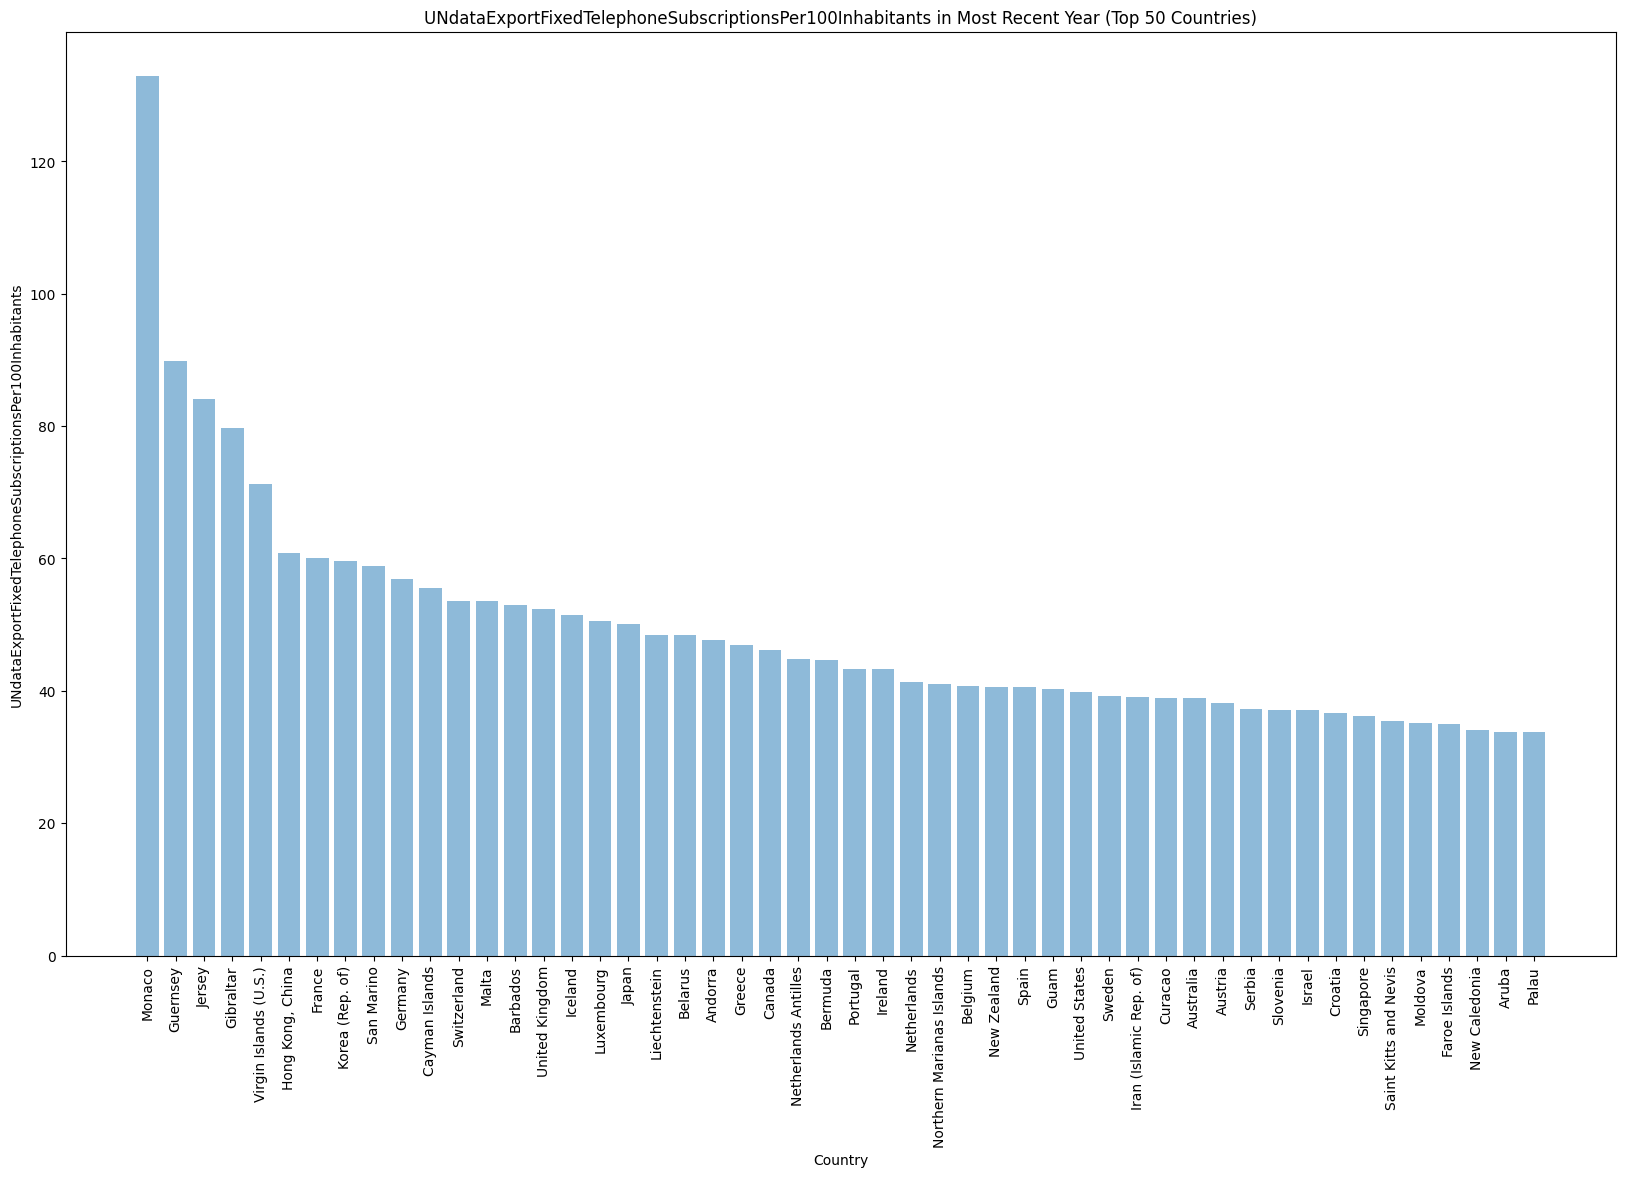 UNdataExportFixedTelephoneSubscriptionsPer100Inhabitants in Most Recent Year (Top 50 Countries)
UNdataExportFixedTelephoneSubscriptionsPer100Inhabitants
120
100
80
60
40
20
0
Monaco
Guernsey
Jersey
Gibraltar
Virgin Islands (U.S.)
Hong Kong, China
France
Korea (Rep. of)
San Marino
Germany
Cayman Islands
Switzerland
Malta
Barbados
United Kingdom
Iceland
Luxembourg
Japan
Liechtenstein
Belarus
Andorra
Greece
Canada
Netherlands Antilles
Bermuda
Portugal
Ireland
Netherlands
Northern Marianas Islands
Belgium
New Zealand
Spain
Guam
United States
Sweden
Iran (Islamic Rep. of)
Curacao
Australia
Austria
Serbia
Slovenia
Israel
Croatia
Singapore
Saint Kitts and Nevis
Moldova
Faroe Islands
New Caledonia
Aruba
Palau
Country